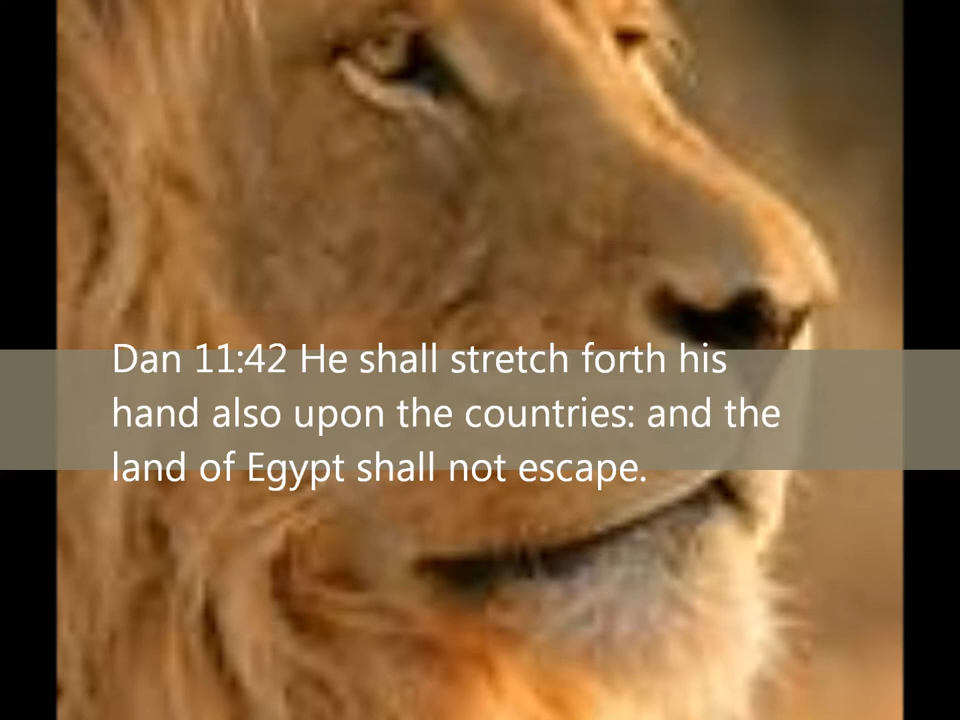 Dan 11:42 He shall stretch forth his
hand also upon the countries: and the
land of Egypt shall not escape.